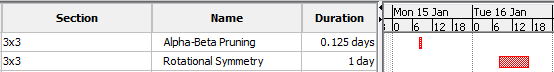 Section Name Duration Mon 15 Jan Tue 16 Jan
0 6 12 18 0 6 12 18
3x3 Alpha-Beta Pruning 0.125 days
3x3 Rotational Symmetry 1 day